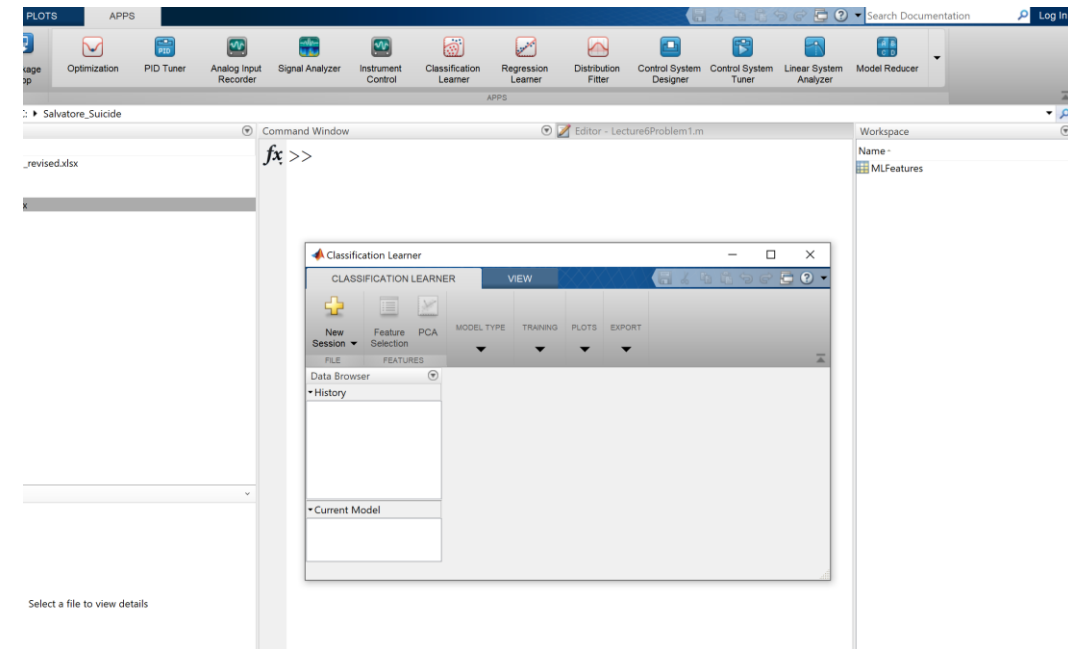 PLOTS APPS
Search Documentation Log In
Optimization
PID Tuner
Analog Input
Recorder
Signal Analyzer
Instrument
Control
Classification
Learner
Regression
Learner
Distribution
Fitter
Control System
Designer
Control System
Tuner
Linear System
Analyzer
Model Reducer
APPS
Salvatore_Suicide
Command Window
Editor - Lecture6Problem1.m
Workspace
_revised.xlsx
fx >>
Name
MLFeatures
Classification Learner
CLASSIFICATION LEARNER VIEW
New
Session
Feature
Selection
PCA
MODEL TYPE
TRAINING
PLOTS
EXPORT
FILE
FEATURES
Data Browser
History
Current Model
Select a file to view details